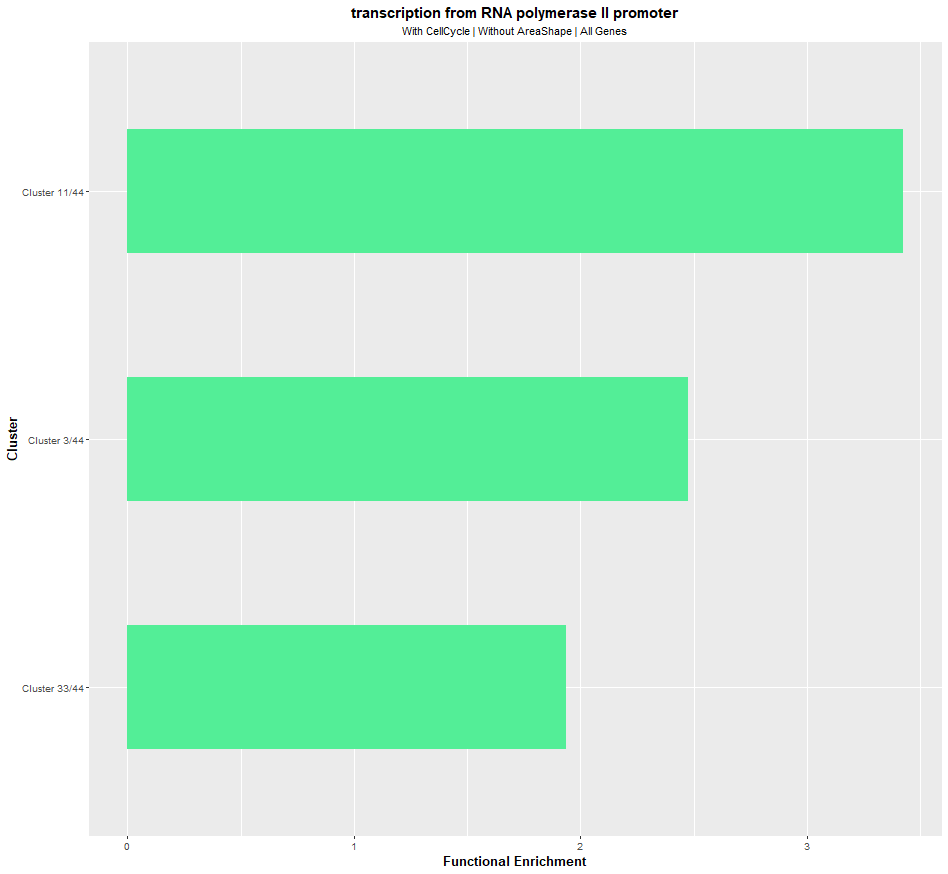 transcription from RNA polymerase II promoter
With CellCycle | Without AreaShape | All Genes
Cluster 11/44
Cluster 3/44
Cluster 33/44
Cluster
0 1 2 3
Functional Enrichment